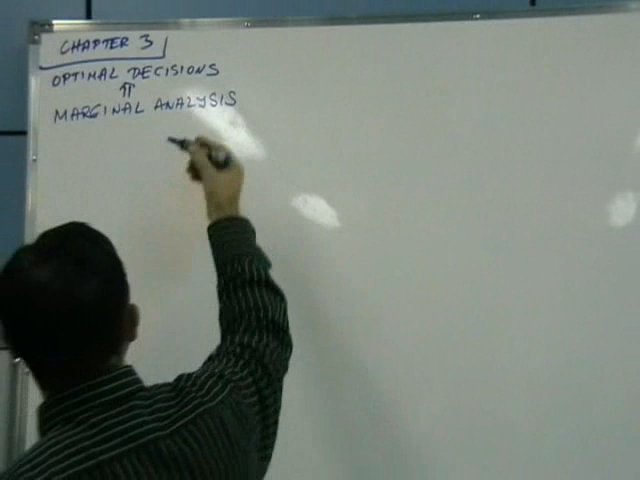 CHAPTER 3
OPTIMAL DECISIONS
⇑
MARGINAL ANALYSIS